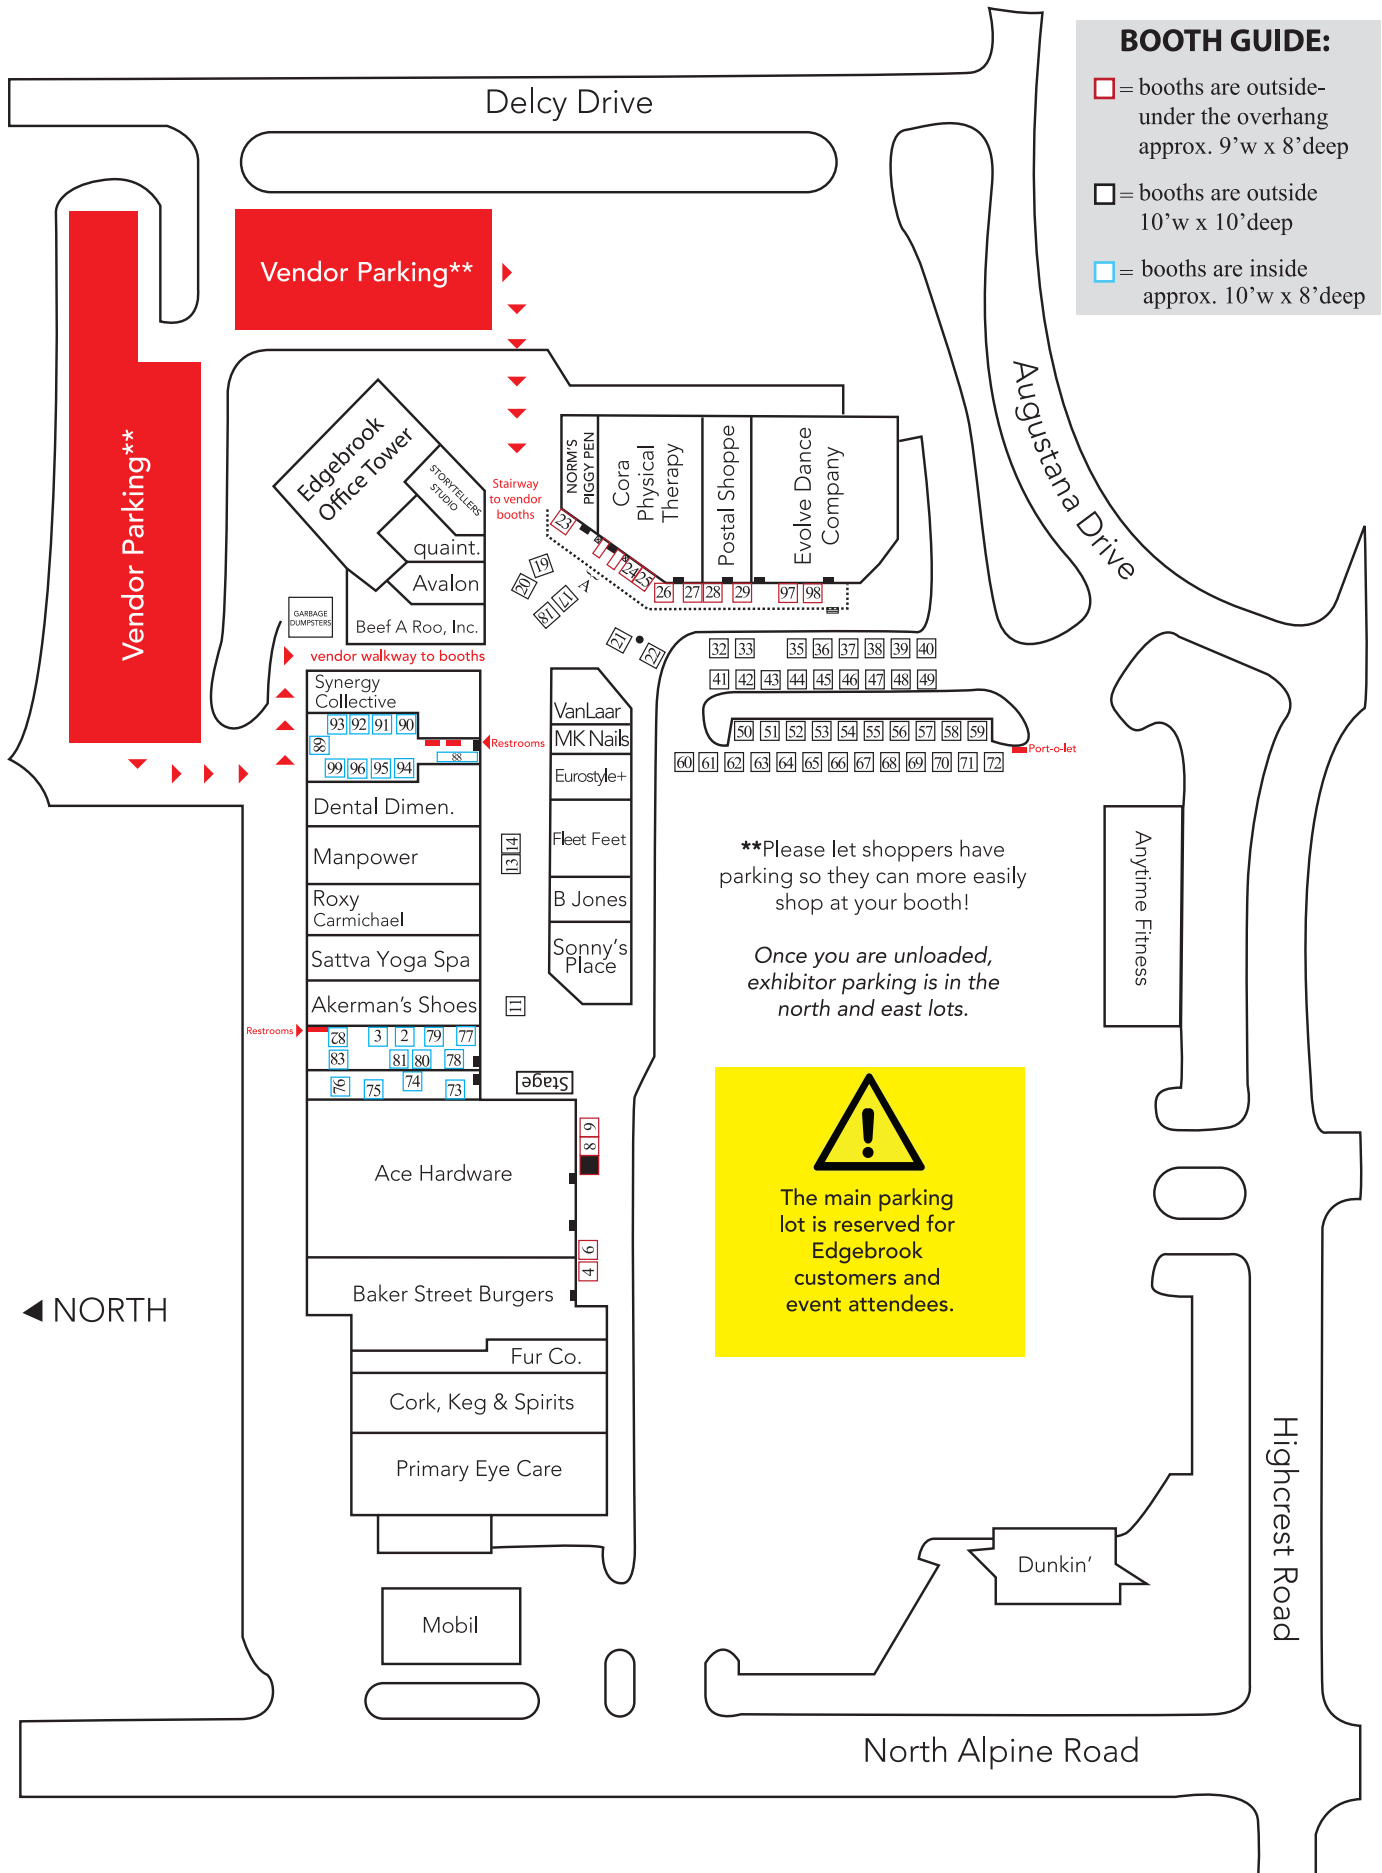 BOOTH GUIDE:
= booths are outside-
under the overhang
approx. 9'w x 8'deep
= booths are outside
10'w x 10'deep
= booths are inside
approx. 10'w x 8'deep
Delcy Drive
Vendor Parking**
Vendor Parking**
Augustana Drive
Edgebrook
Office Tower
STORYTELLERS
STUDIO
quaint.
Avalon
Beef A Roo, Inc.
GARBAGE
DUMPSTERS
Stairway
to vendor
booths
NORM'S
PIGGY PEN
Cora
Physical
Therapy
Postal Shoppe
Evolve Dance
Company
23
24
25
26
27
28
29
97
98
A
19
20
17
18
21
22
vendor walkway to booths
32 33 35 36 37 38 39 40
41 42 43 44 45 46 47 48 49
50 51 52 53 54 55 56 57 58 59
Port-o-let
60 61 62 63 64 65 66 67 68 69 70 71 72
Synergy
Collective
93 92 91 90
89
88
Restrooms
99 96 95 94
Dental Dimen.
Manpower
Roxy
Carmichael
Sattva Yoga Spa
Akerman's Shoes
VanLaar
MK Nails
Eurostyle+
Fleet Feet
B Jones
Sonny's
Place
13 14
11
Restrooms
82 3 2 79 77
83 81 80 78
76 75 74 73
Stage
Ace Hardware
8 9
4 6
Baker Street Burgers
Fur Co.
Cork, Keg & Spirits
Primary Eye Care
Mobil
**Please let shoppers have
parking so they can more easily
shop at your booth!
Once you are unloaded,
exhibitor parking is in the
north and east lots.
!
The main parking
lot is reserved for
Edgebrook
customers and
event attendees.
Anytime Fitness
NORTH
Dunkin'
Highcrest Road
North Alpine Road